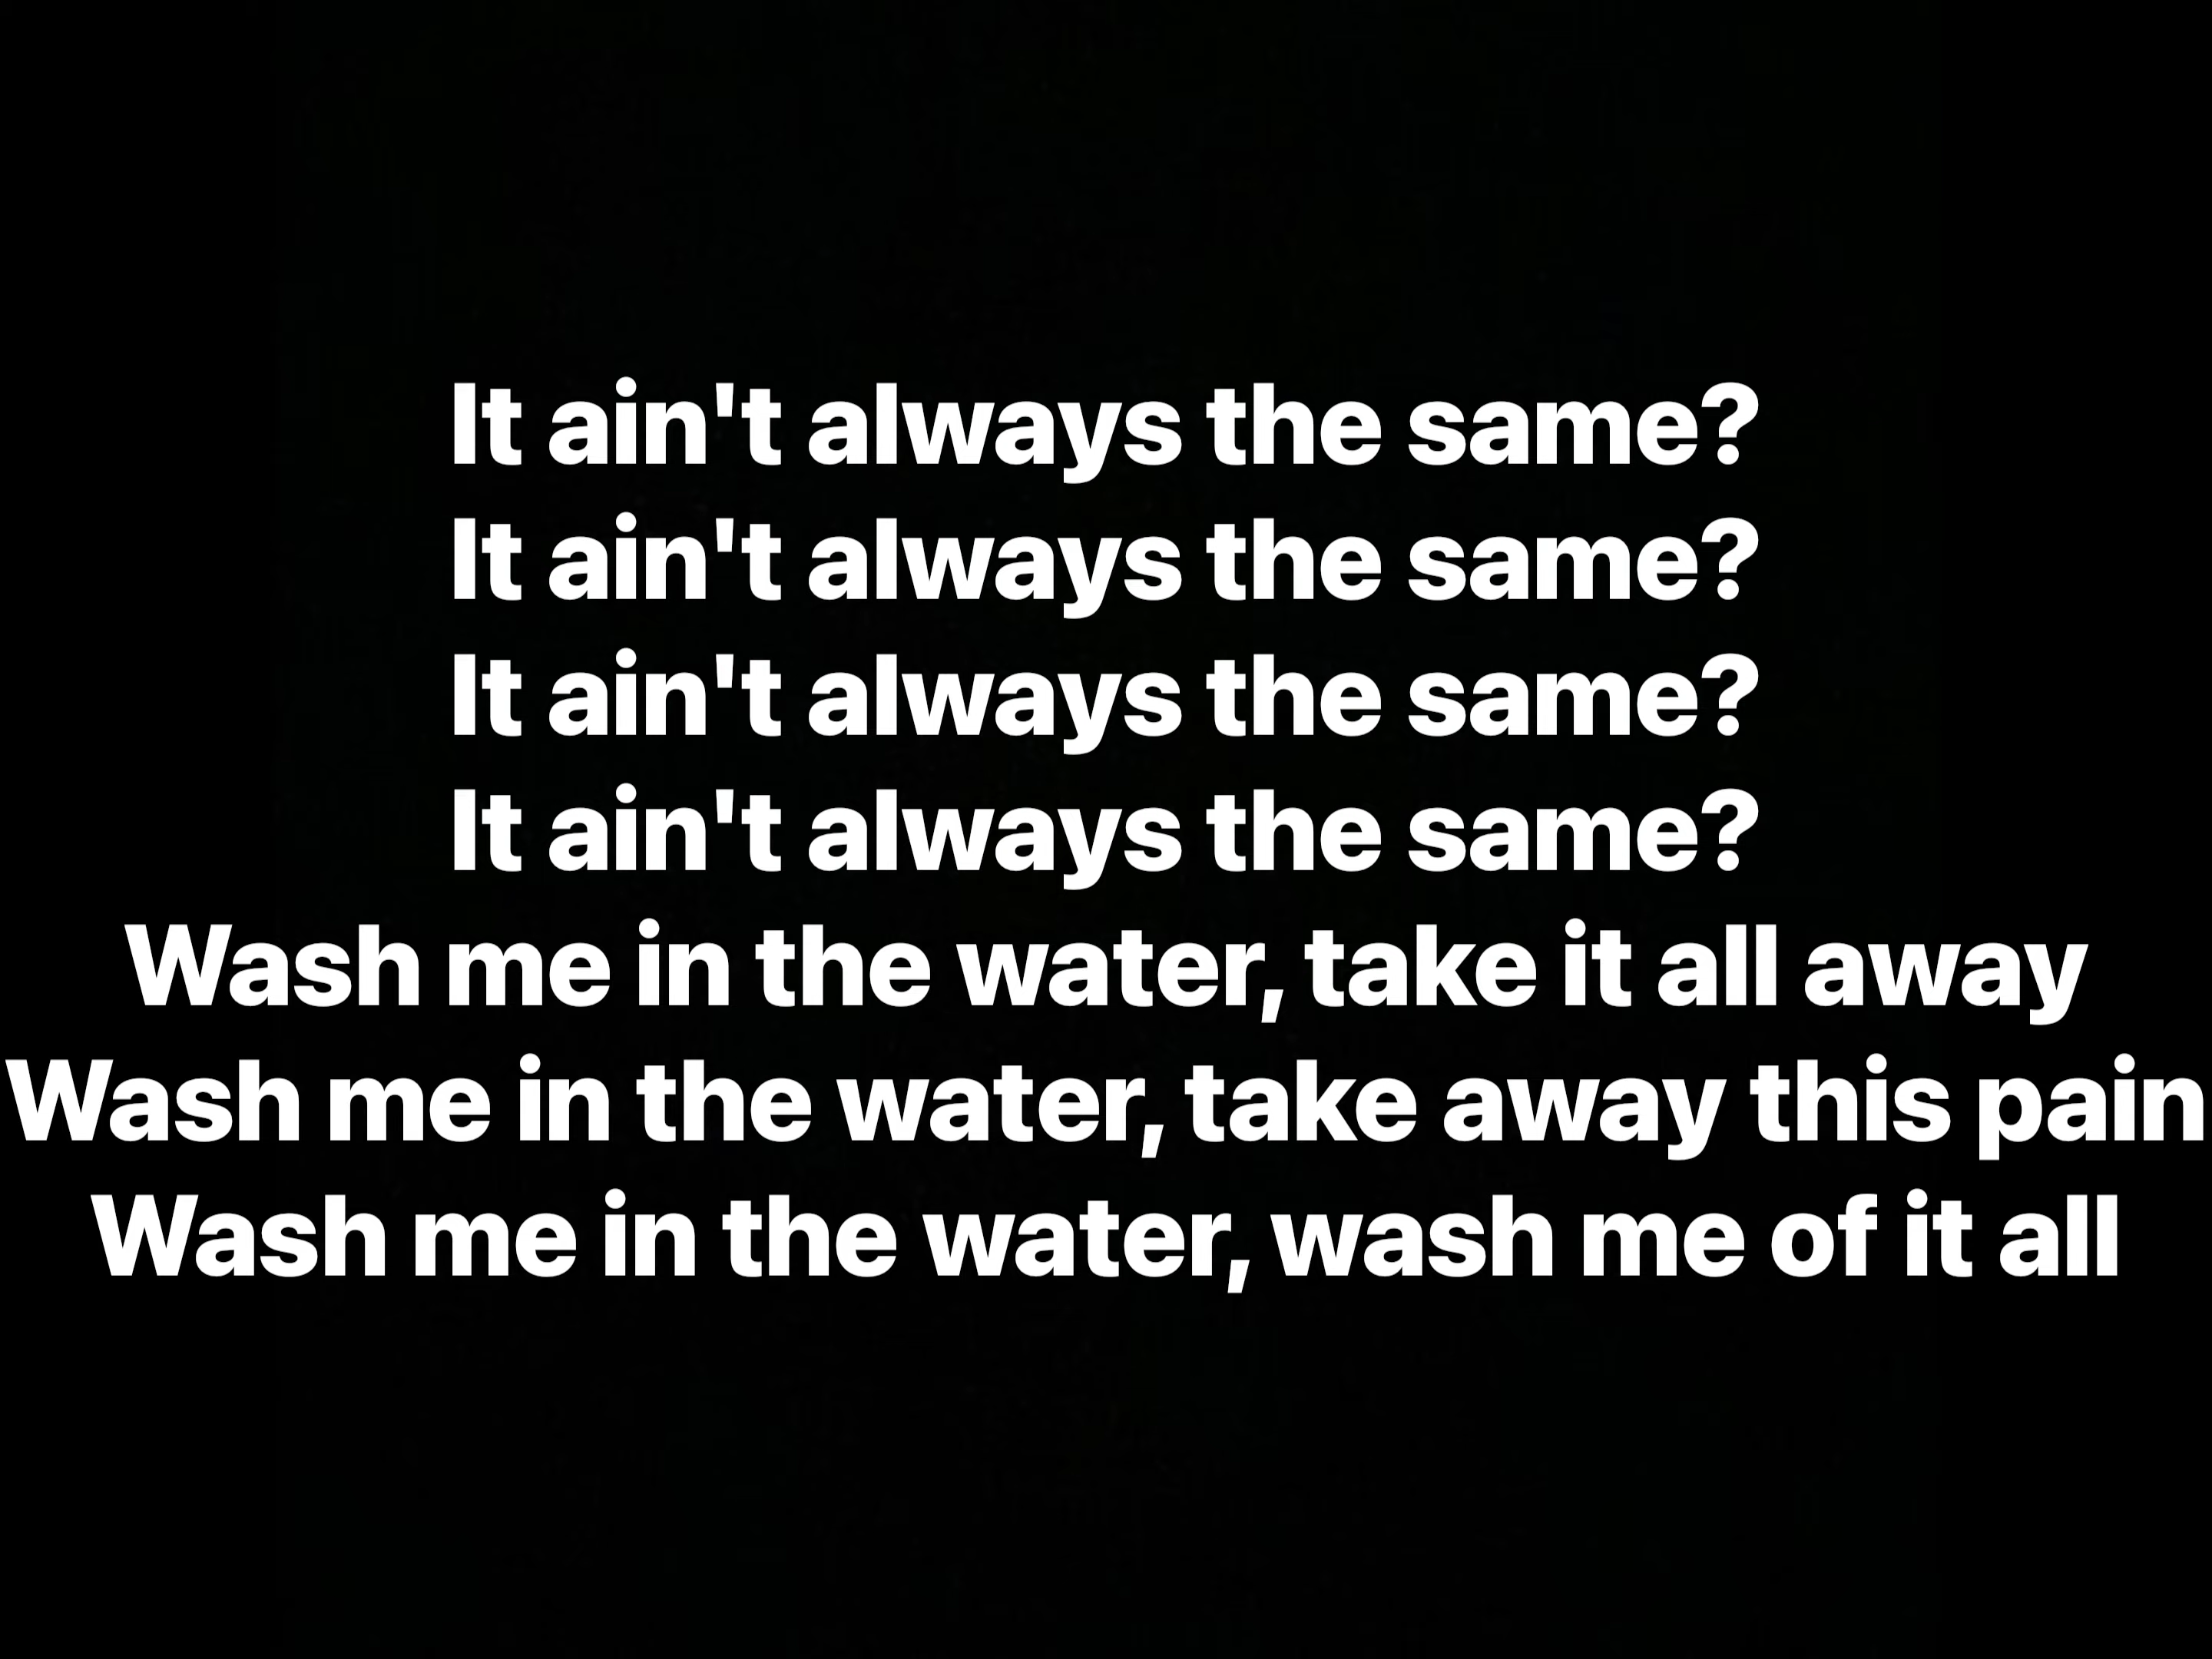 It ain't always the same?
It ain't always the same?
It ain't always the same?
It ain't always the same?
Wash me in the water, take it all away
Wash me in the water, take away this pain
Wash me in the water, wash me of it all